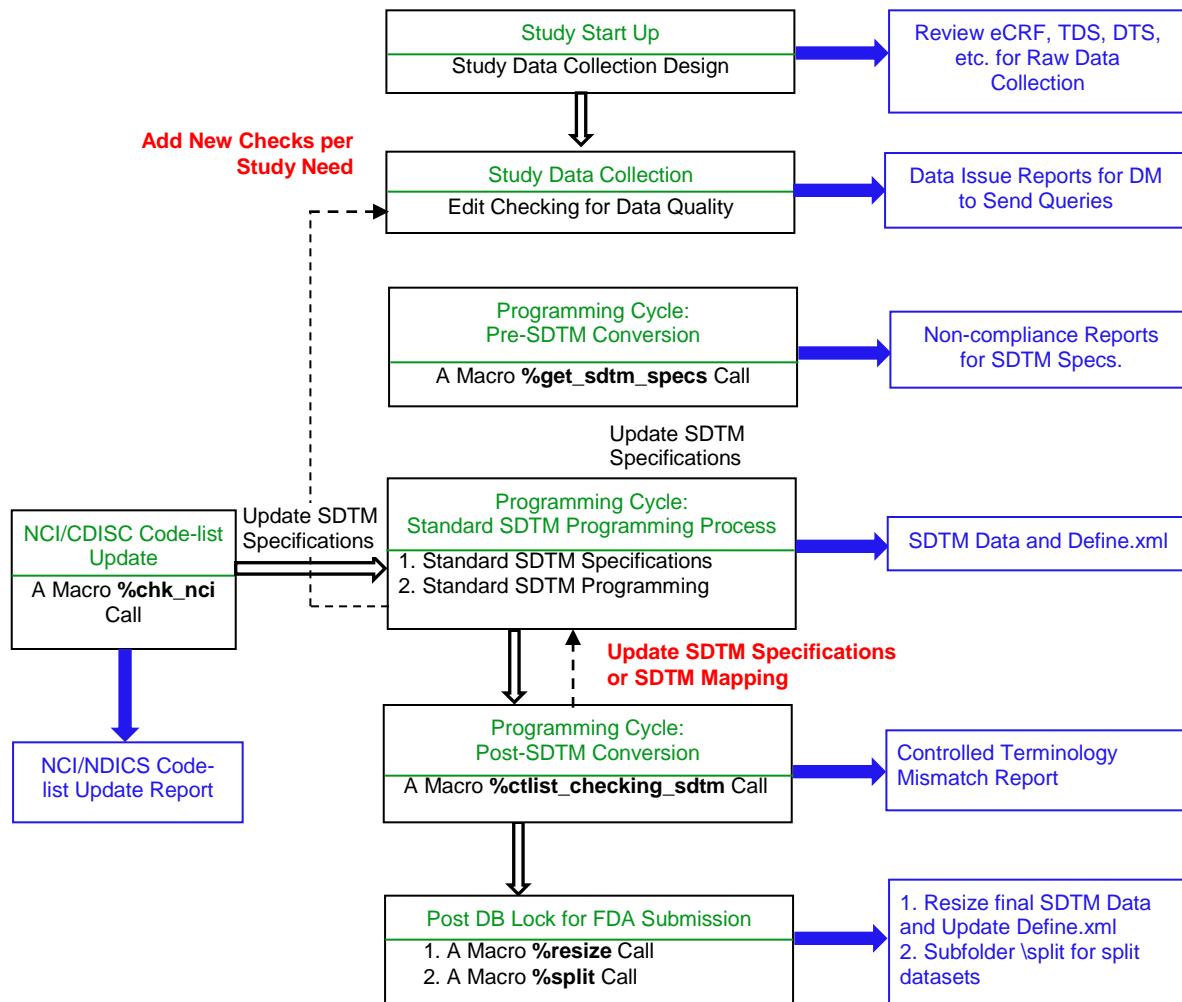 Study Start Up
Study Data Collection Design
Review eCRF, TDS, DTS,
etc. for Raw Data
Collection
Add New Checks per
Study Need
Study Data Collection
Edit Checking for Data Quality
Data Issue Reports for DM
to Send Queries
Programming Cycle:
Pre-SDTM Conversion
A Macro %get_sdtm_specs Call
Non-compliance Reports
for SDTM Specs.
Update SDTM
Specifications
NCI/CDISC Code-list
Update
A Macro %chk_nci
Call
Update SDTM
Specifications
Programming Cycle:
Standard SDTM Programming Process
1. Standard SDTM Specifications
2. Standard SDTM Programming
SDTM Data and Define.xml
Update SDTM Specifications
or SDTM Mapping
NCI/NDICS Code-
list Update Report
Programming Cycle:
Post-SDTM Conversion
A Macro %ctlist_checking_sdtm Call
Controlled Terminology
Mismatch Report
Post DB Lock for FDA Submission
1. A Macro %resize Call
2. A Macro %split Call
1. Resize final SDTM Data
and Update Define.xml
2. Subfolder \split for split
datasets